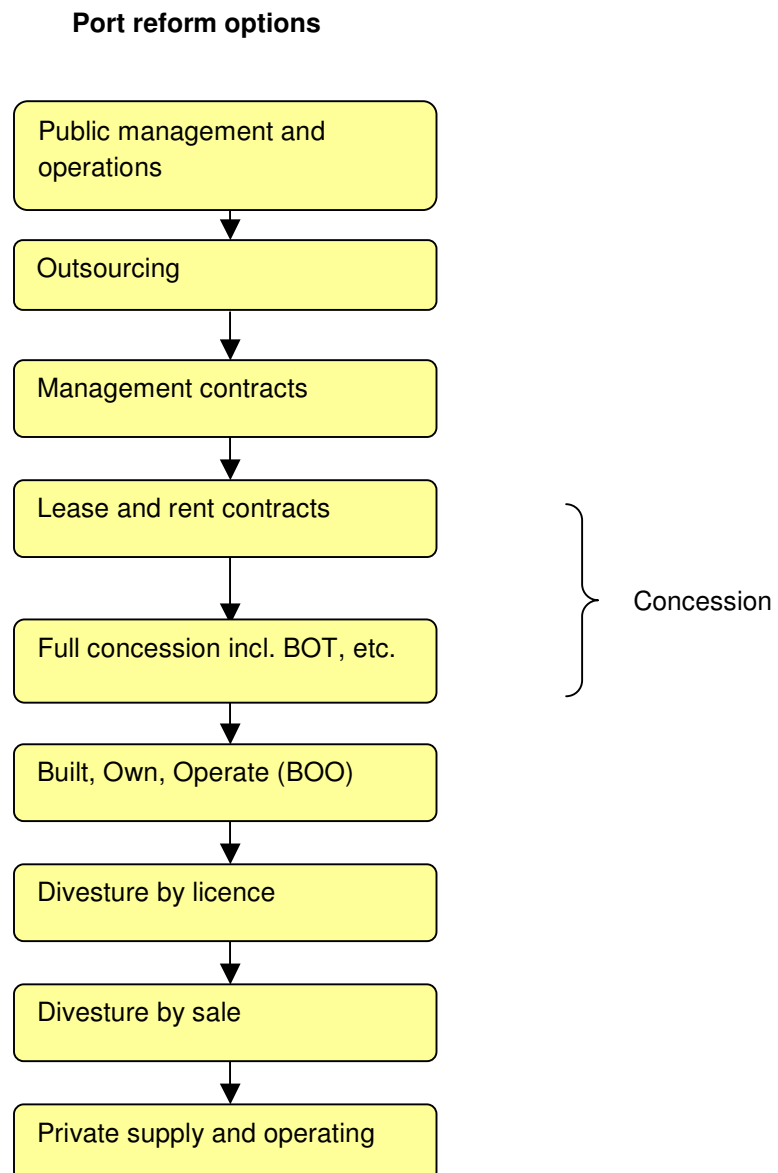 Port reform options
Public management and
operations
Outsourcing
Management contracts
Lease and rent contracts
Concession
Full concession incl. BOT, etc.
Built, Own, Operate (BOO)
Divesture by licence
Divesture by sale
Private supply and operating